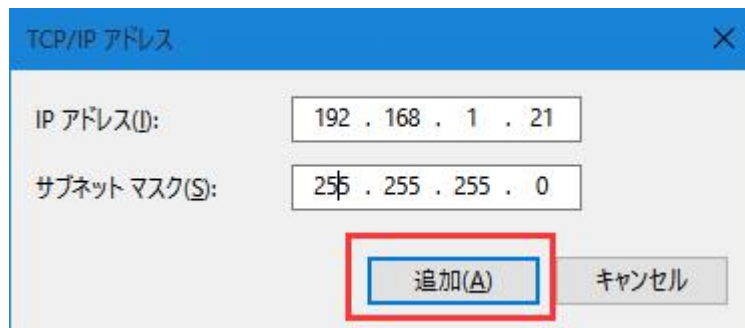 TCP/IP アドレス
IP アドレス(I): 192 . 168 . 1 . 21
サブネット マスク(S): 255 . 255 . 255 . 0
追加(A) キャンセル